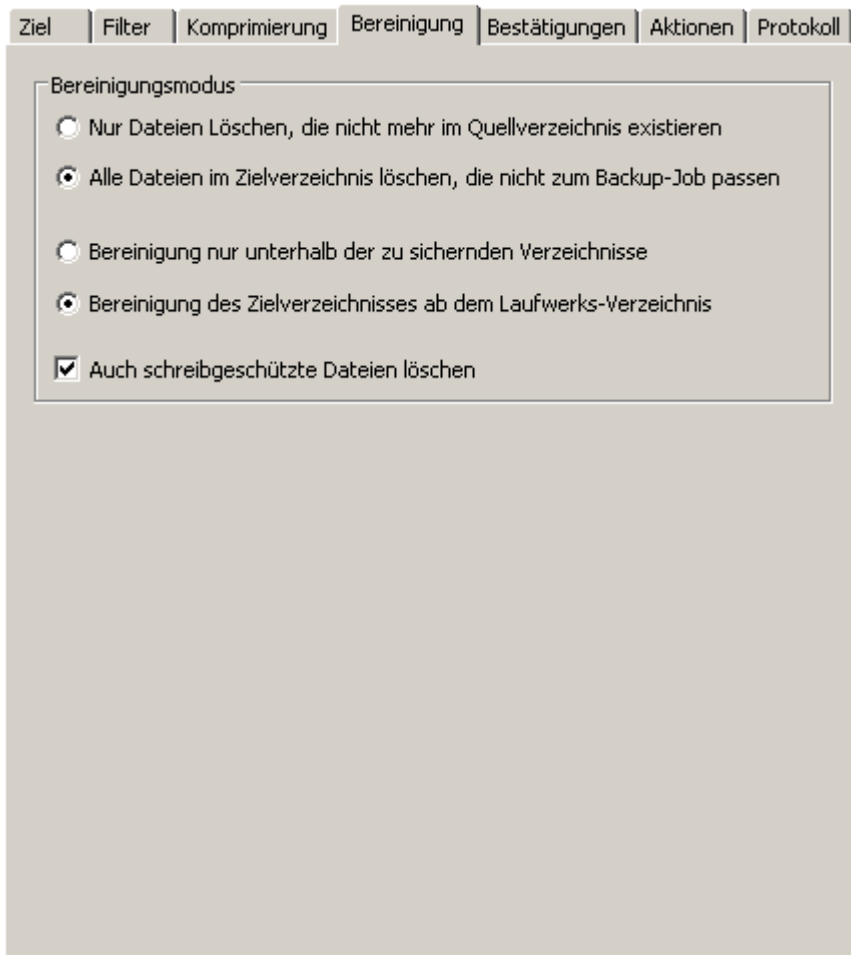 Ziel Filter Komprimierung Bereinigung Bestätigungen Aktionen Protokoll
Bereinigungsmodus
Nur Dateien Löschen, die nicht mehr im Quellverzeichnis existieren
Alle Dateien im Zielverzeichnis löschen, die nicht zum Backup-Job passen
Bereinigung nur unterhalb der zu sichernden Verzeichnisse
Bereinigung des Zielverzeichnisses ab dem Laufwerks-Verzeichnis
Auch schreibgeschützte Dateien löschen